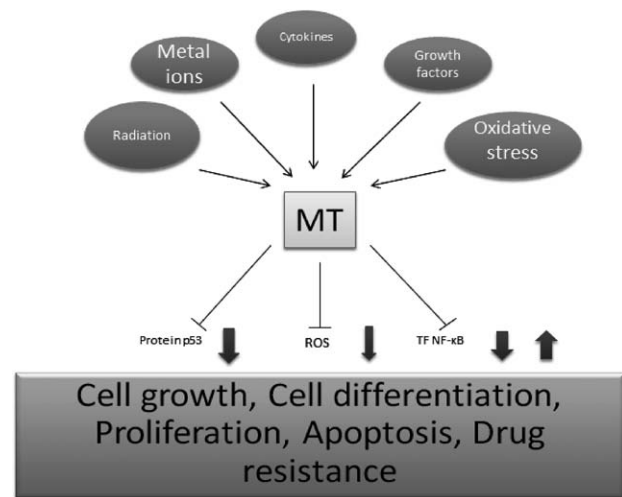 Cytokines
Metal
ions
Growth
factors
Radiation
Oxidative
stress
MT
Protein p53
ROS
TF NF-κB
Cell growth, Cell differentiation,
Proliferation, Apoptosis, Drug
resistance